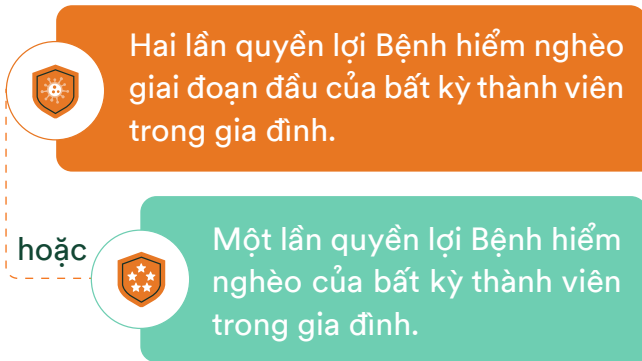 Hai lần quyền lợi Bệnh hiểm nghèo
giai đoạn đầu của bất kỳ thành viên
trong gia đình.
hoặc
Một lần quyền lợi Bệnh hiểm
nghèo của bất kỳ thành viên
trong gia đình.